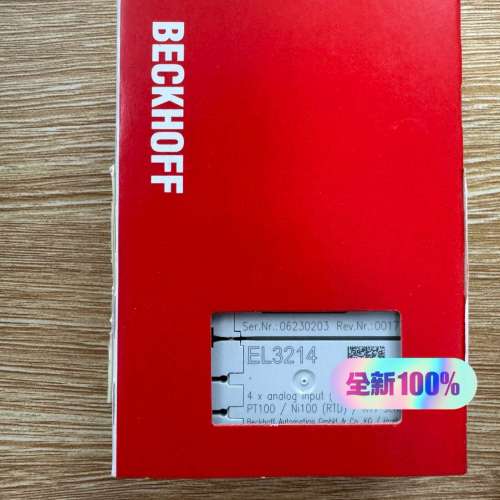 BECKHOFF
Ser.Nr.: 06230203 Rev.Nr.: 0017
EL3214
全新100%
4 x analog input
PT100 / Ni100 (RTD) /
Beckhoff Automation GmbH & Co. KG /